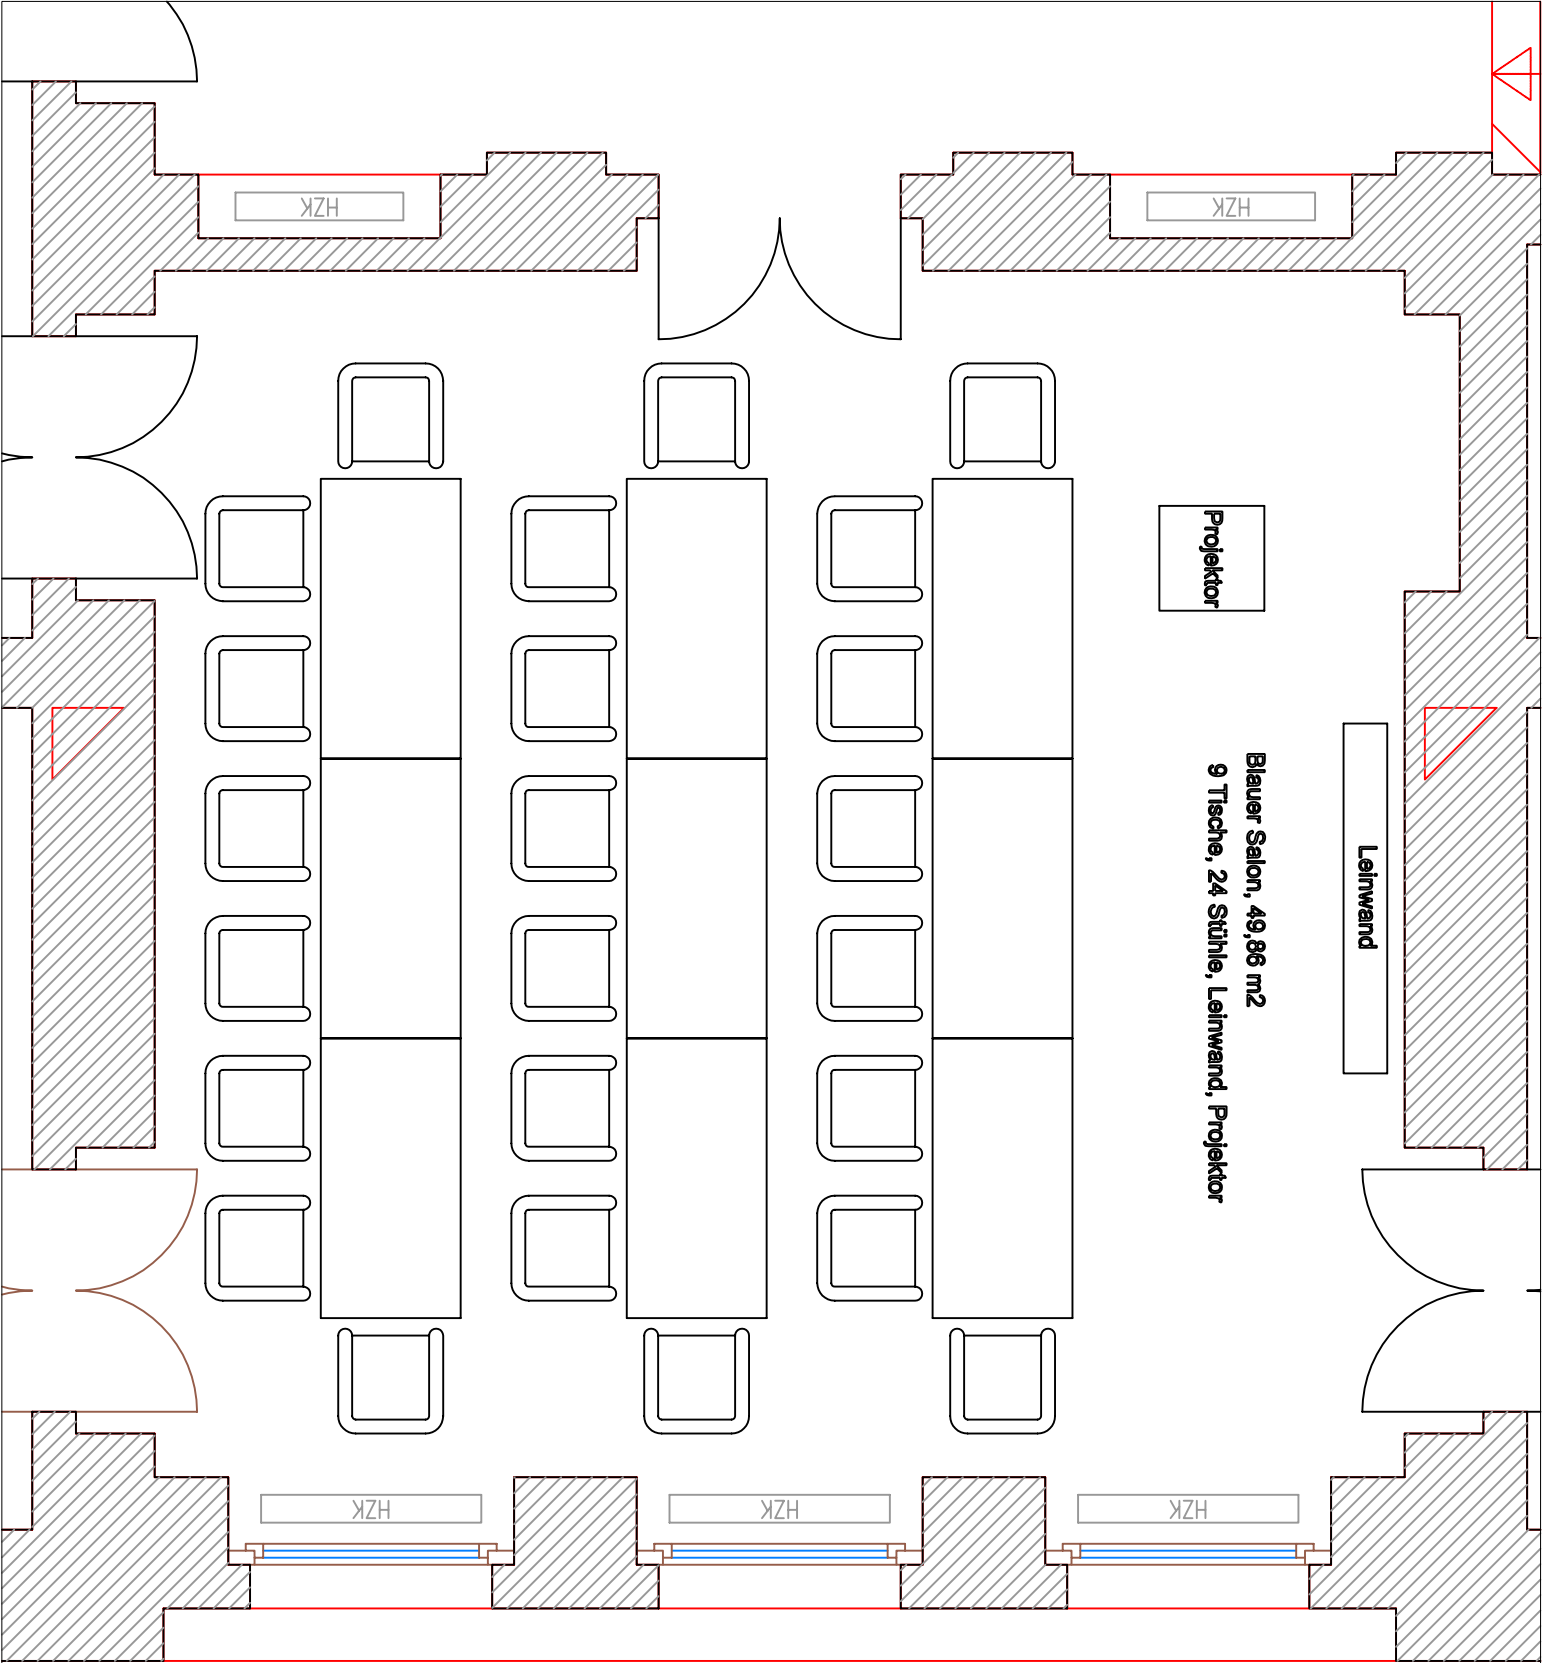 HZK
HZK
Projektor
Blauer Salon, 49,86 m2
9 Tische, 24 Stühle, Leinwand, Projektor
Leinwand
HZK
HZK
HZK